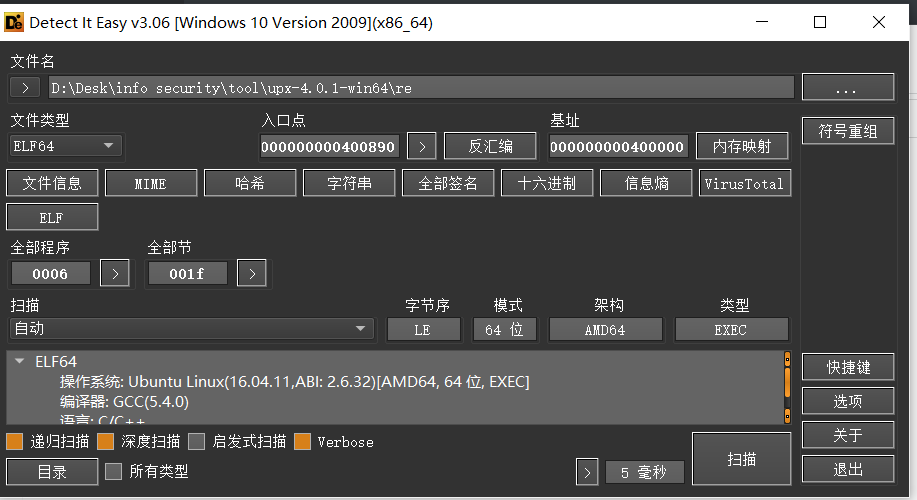 Detect It Easy v3.06 [Windows 10 Version 2009](x86_64)
文件名
> D:\Desk\info security\tool\upx-4.0.1-win64\re ...
文件类型 入口点 基址 符号重组
ELF64 000000000400890 > 反汇编 000000000400000 内存映射
文件信息 MIME 哈希 字符串 全部签名 十六进制 信息熵 VirusTotal
ELF
全部程序 全部节
0006 > 001f >
扫描 字节序 模式 架构 类型
自动 LE 64 位 AMD64 EXEC
ELF64
操作系统: Ubuntu Linux(16.04.11,ABI: 2.6.32)[AMD64, 64 位, EXEC]
编译器: GCC(5.4.0)
语言: C/C++
快捷键
选项
递归扫描 深度扫描 启发式扫描 Verbose 关于
目录 所有类型 > 5 毫秒 扫描 退出